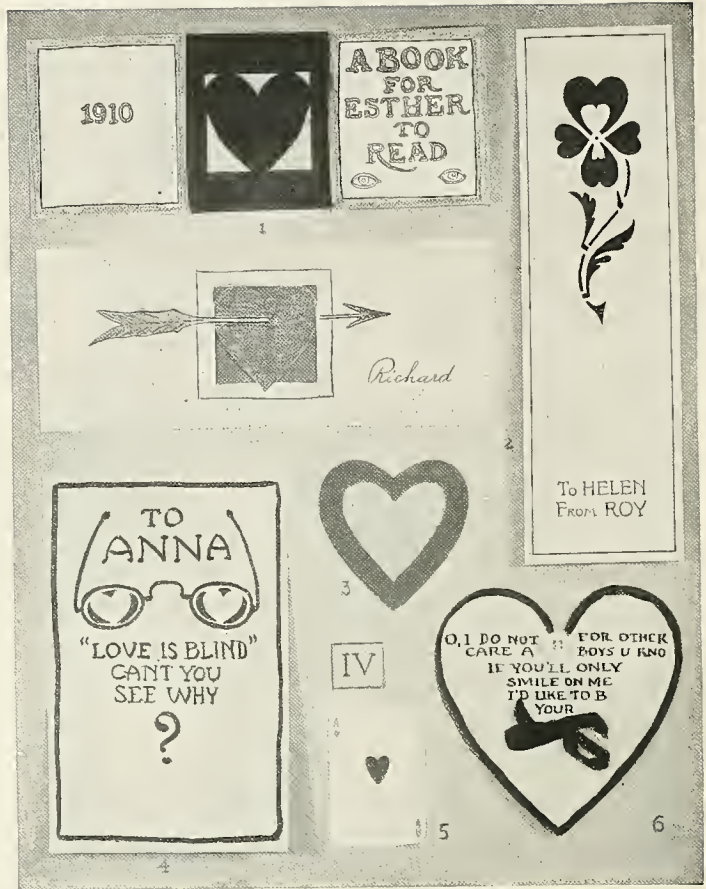 1910
A BOOK
FOR
ESTHER
TO
READ
1
Richard
2
To HELEN
FROM ROY
TO
ANNA
"LOVE IS BLIND"
CANT YOU
SEE WHY
?
4
3
IV
5
O, I DO NOT FOR OTHER
CARE A BOYS U KNO
IF YOU'LL ONLY
SMILE ON ME
I'D LIKE TO B
YOUR
6